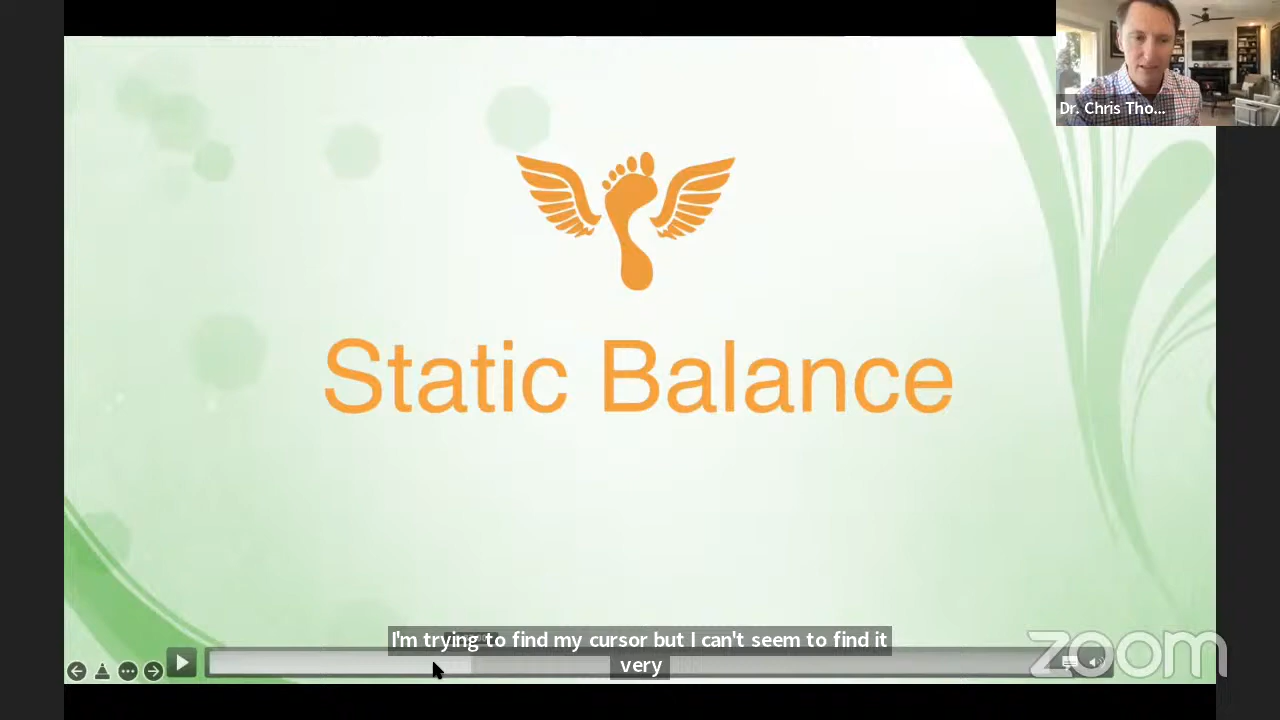 Dr. Chris Tho...
Static Balance
I'm trying to find my cursor but I can't seem to find it
very
zoom